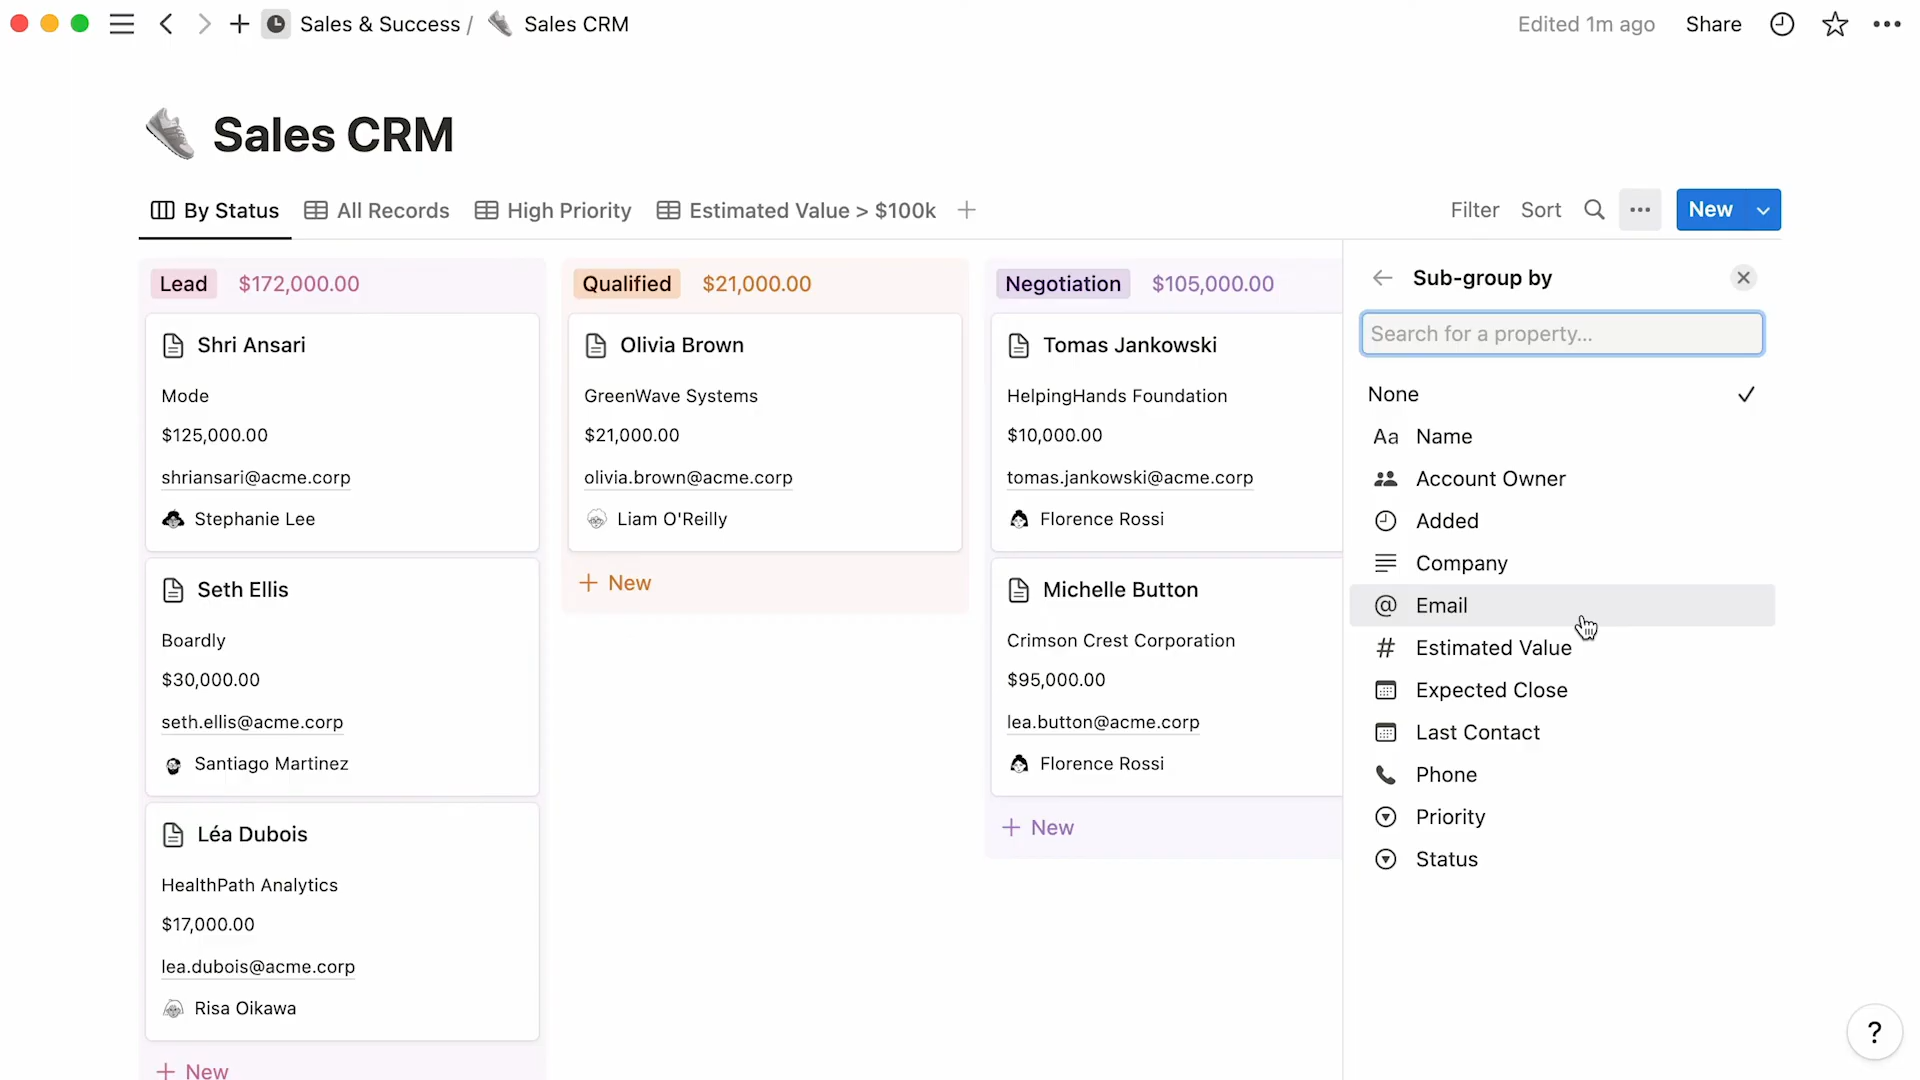 Sales & Success / Sales CRM
Edited 1m ago Share
Sales CRM
By Status All Records High Priority Estimated Value > $100k
Filter Sort New
Lead $172,000.00
Shri Ansari
Mode
$125,000.00
shriansari@acme.corp
Stephanie Lee
Seth Ellis
Boardly
$30,000.00
seth.ellis@acme.corp
Santiago Martinez
Léa Dubois
HealthPath Analytics
$17,000.00
lea.dubois@acme.corp
Risa Oikawa
+ New
Qualified $21,000.00
Olivia Brown
GreenWave Systems
$21,000.00
olivia.brown@acme.corp
Liam O'Reilly
+ New
Negotiation $105,000.00
Tomas Jankowski
HelpingHands Foundation
$10,000.00
tomas.jankowski@acme.corp
Florence Rossi
Michelle Button
Crimson Crest Corporation
$95,000.00
lea.button@acme.corp
Florence Rossi
+ New
Sub-group by
Search for a property...
None
Aa Name
Account Owner
Added
Company
@ Email
# Estimated Value
Expected Close
Last Contact
Phone
Priority
Status
?